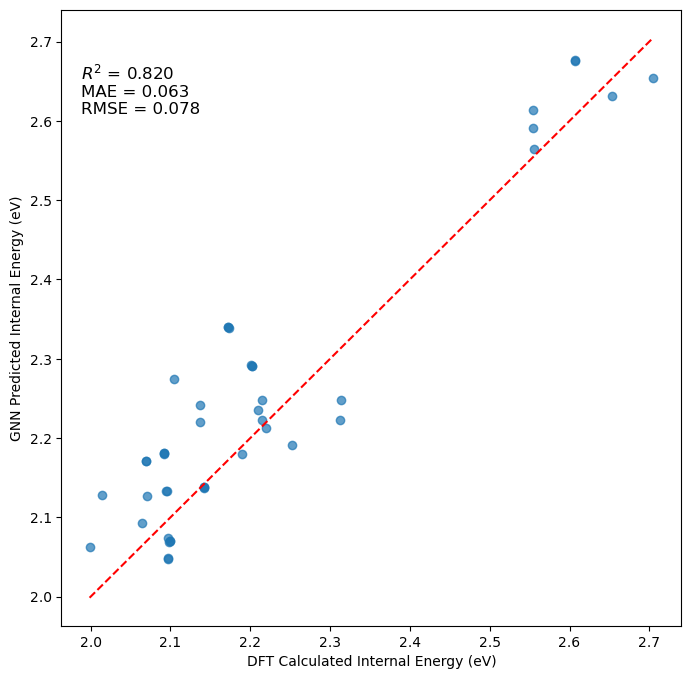 R² = 0.820
MAE = 0.063
RMSE = 0.078
GNN Predicted Internal Energy (eV)
2.7
2.6
2.5
2.4
2.3
2.2
2.1
2.0
2.0 2.1 2.2 2.3 2.4 2.5 2.6 2.7
DFT Calculated Internal Energy (eV)